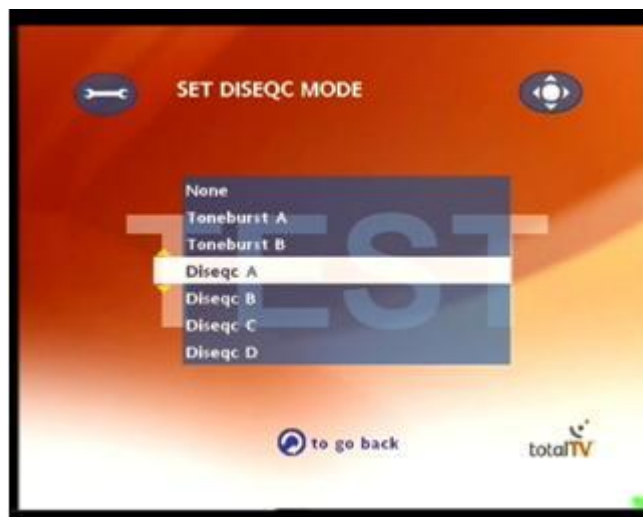 SET DISEQC MODE
None
Toneburst A
Toneburst B
Diseqc A
Diseqc B
Diseqc C
Diseqc D
TEST
to go back
totalTV